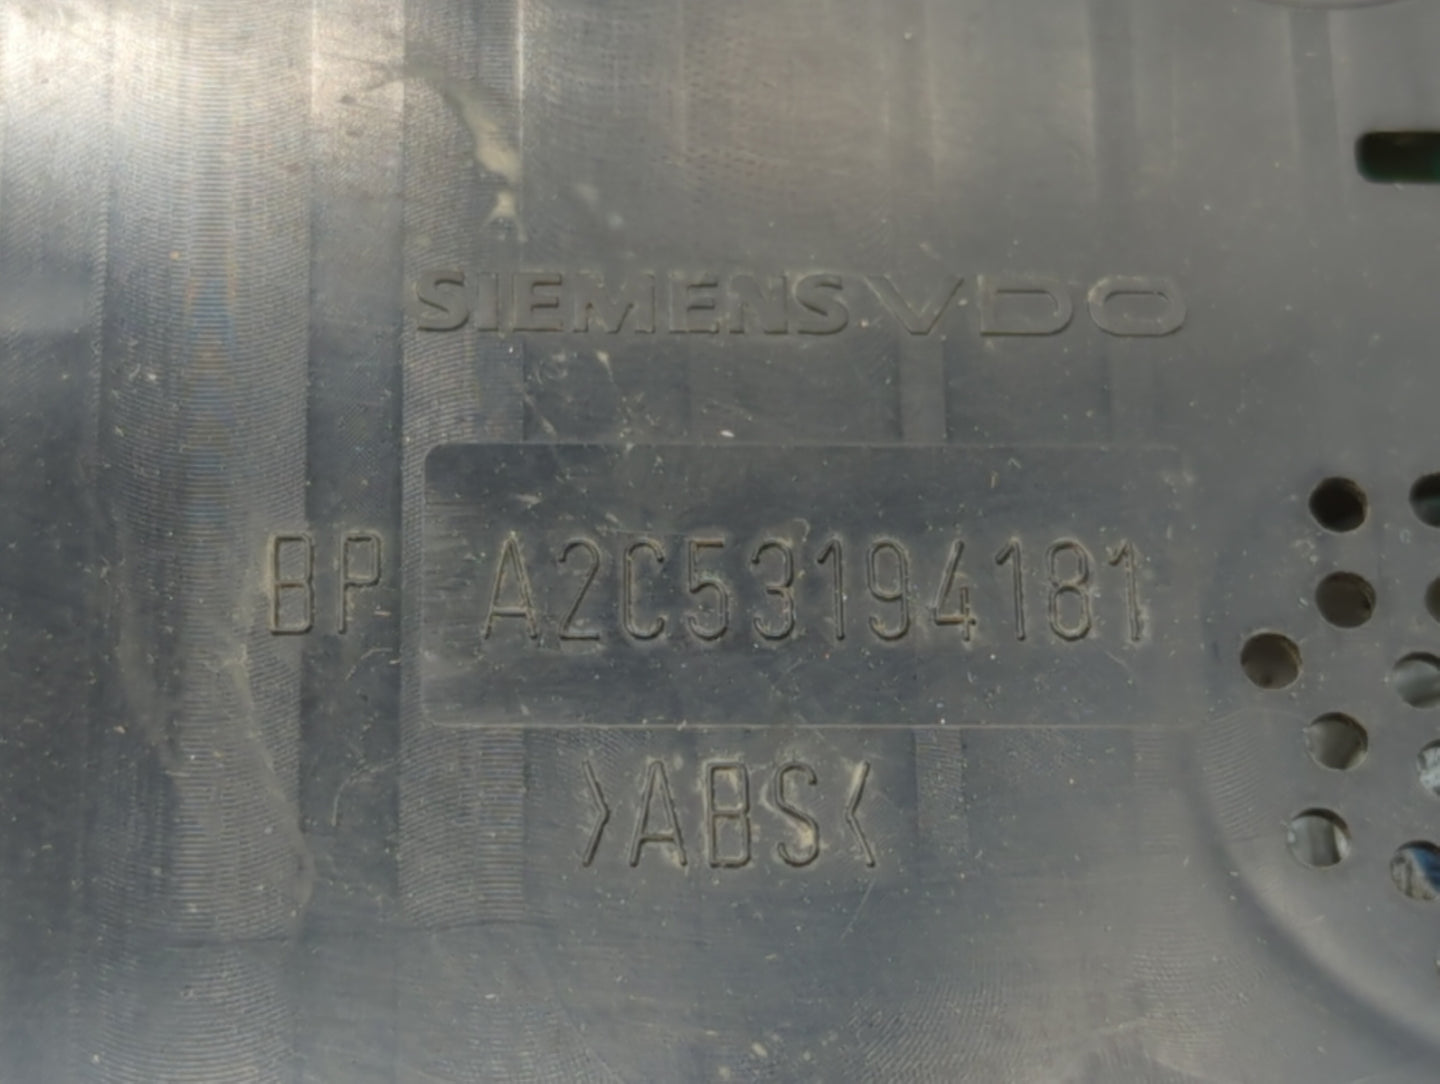 SIEMENS VDO
BP A2C53194181
>ABS<